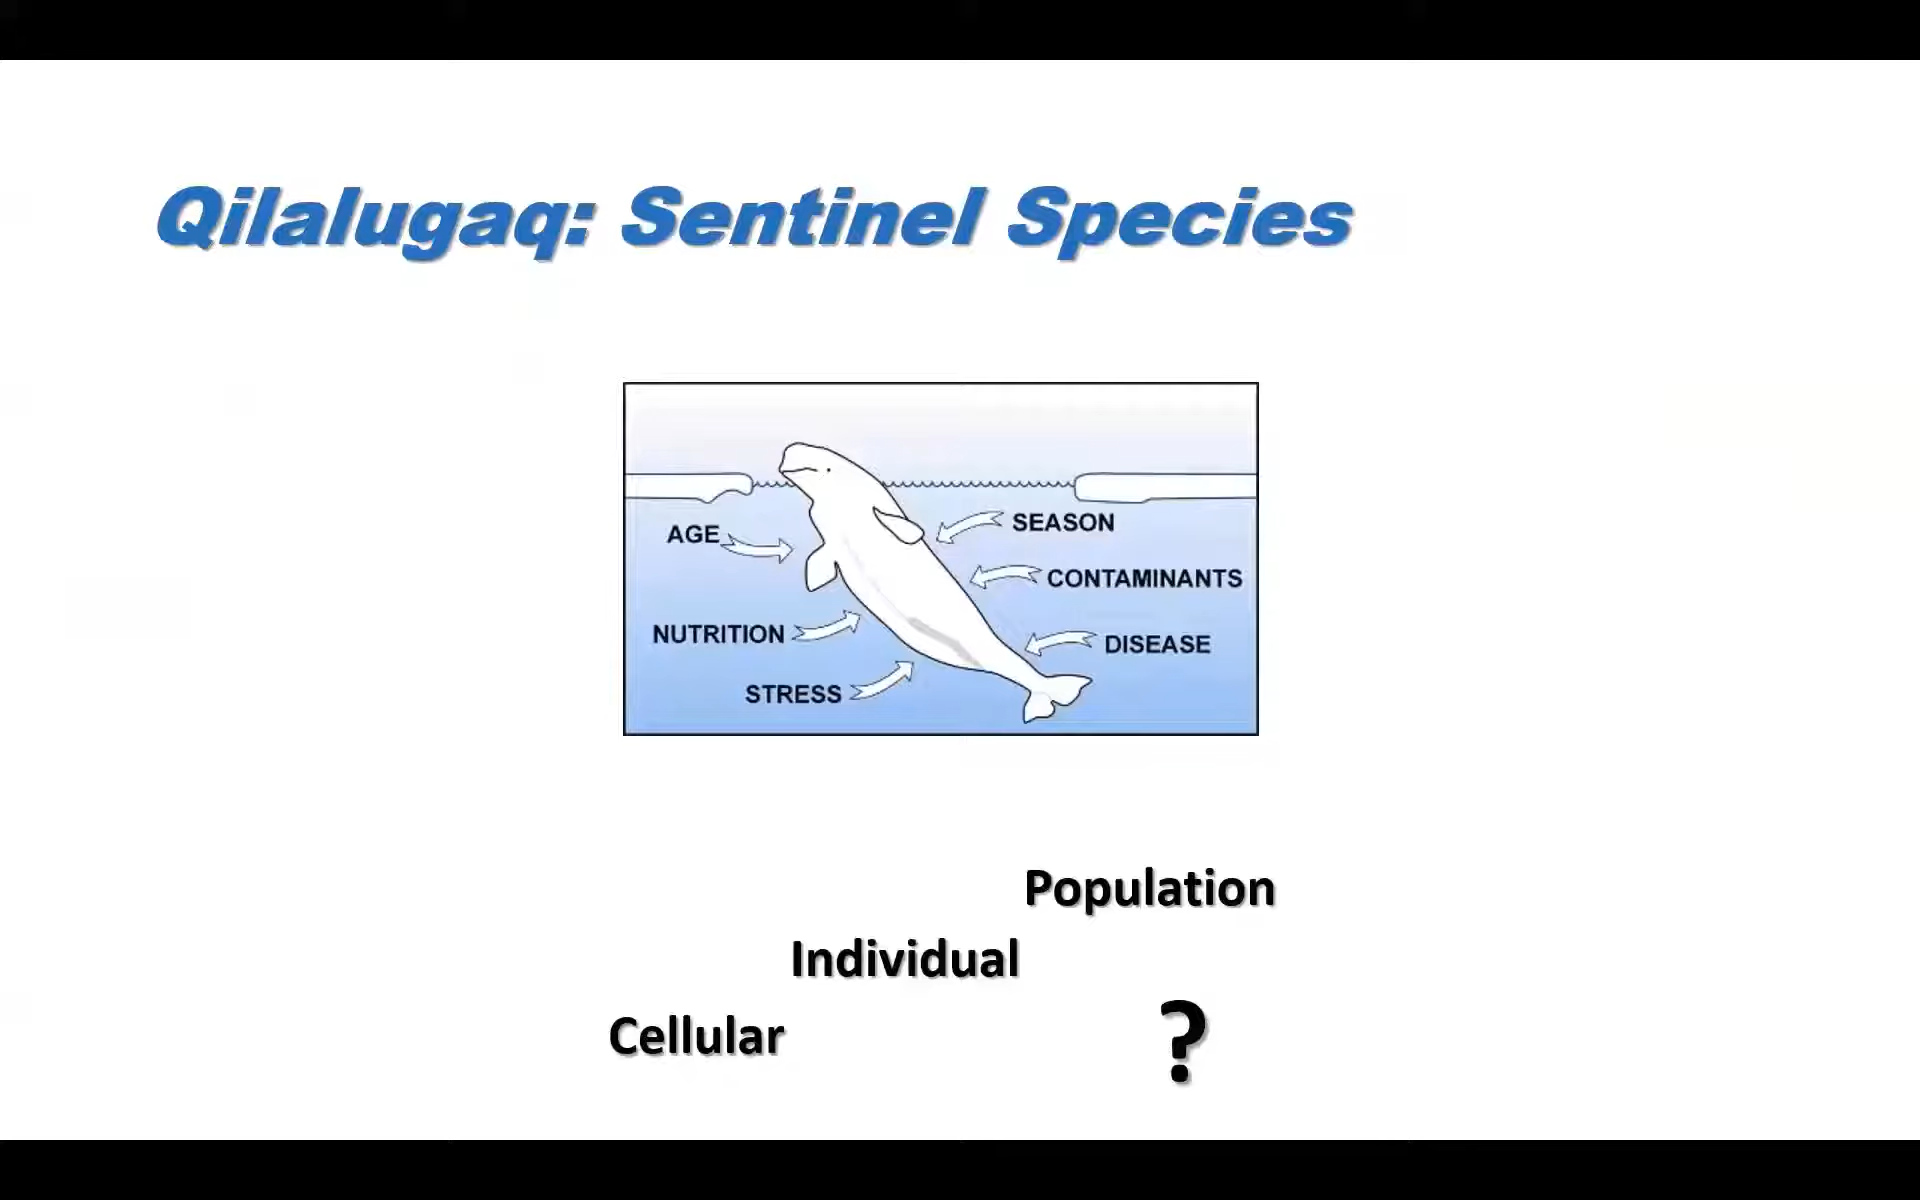 Qilalugaq: Sentinel Species
SEASON
AGE
CONTAMINANTS
NUTRITION
DISEASE
STRESS
Population
Individual
Cellular
?